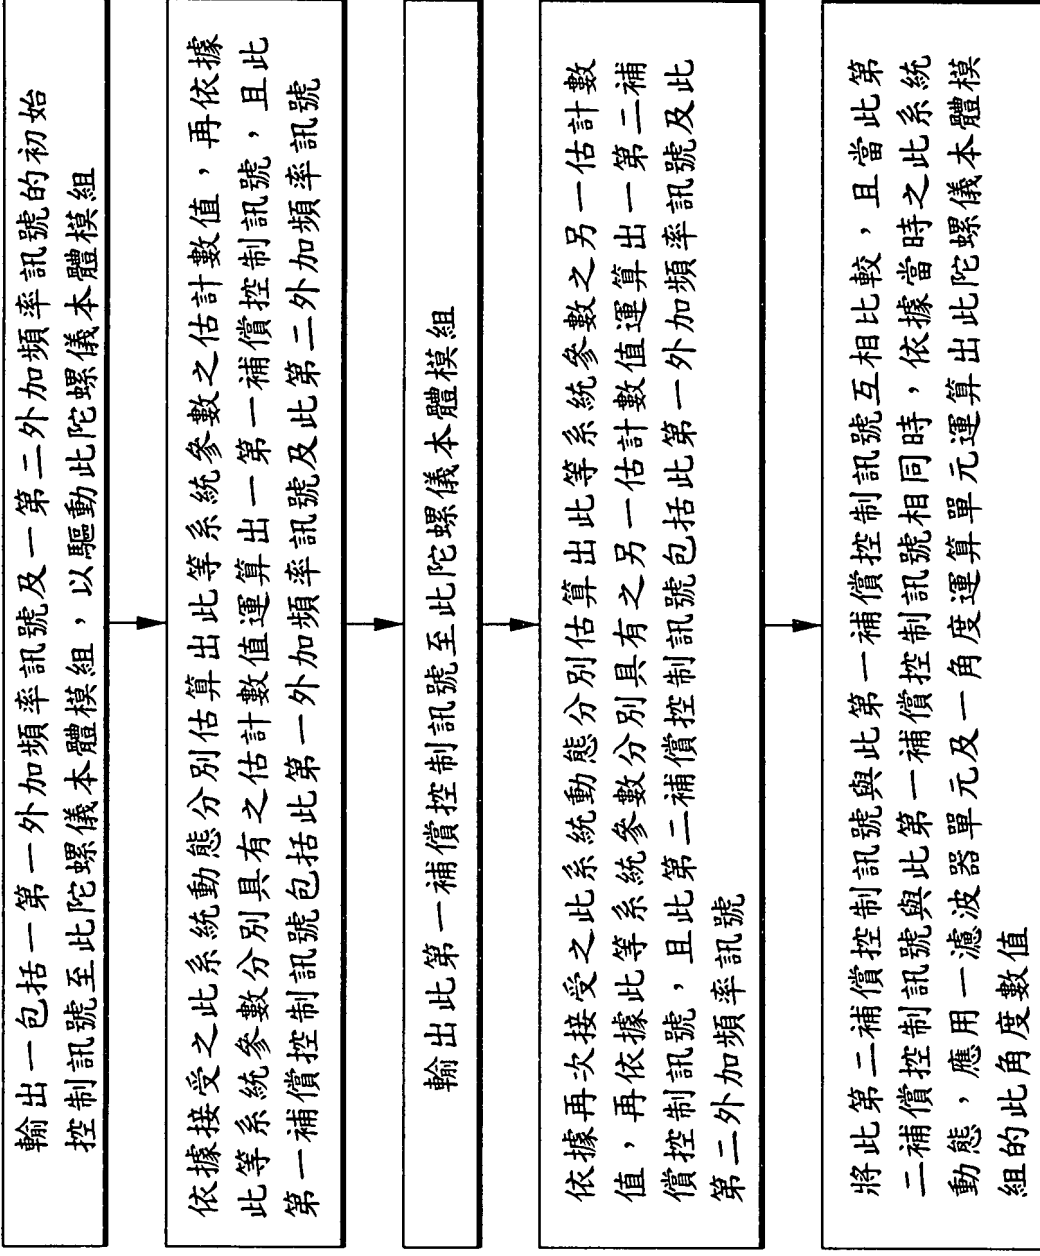 輸出一包括一第一外加頻率訊號及一第二外加頻率訊號的初始
控制訊號至此陀螺儀本體模組，以驅動此陀螺儀本體模組
依據接受之此系統動態分別估算出此等系統參數之估計數值，再依據
此等系統參數分別具有之估計數值運算出一第一補償控制訊號，且此
第一補償控制訊號包括此第一外加頻率訊號及此第二外加頻率訊號
輸出此第一補償控制訊號至此陀螺儀本體模組
依據再次接受之此系統動態分別估算出此等系統參數之另一估計數
值，再依據此等系統參數分別具有之另一估計數值運算出一第二補
償控制訊號，且此第二補償控制訊號包括此第一外加頻率訊號及此
第二外加頻率訊號
將此第二補償控制訊號與此第一補償控制訊號互相比較，且當此第
二補償控制訊號與此第一補償控制訊號相同時，依據當時之此系統
動態，應用一濾波器單元及一角度運算單元運算出此陀螺儀本體模
組的此角度數值